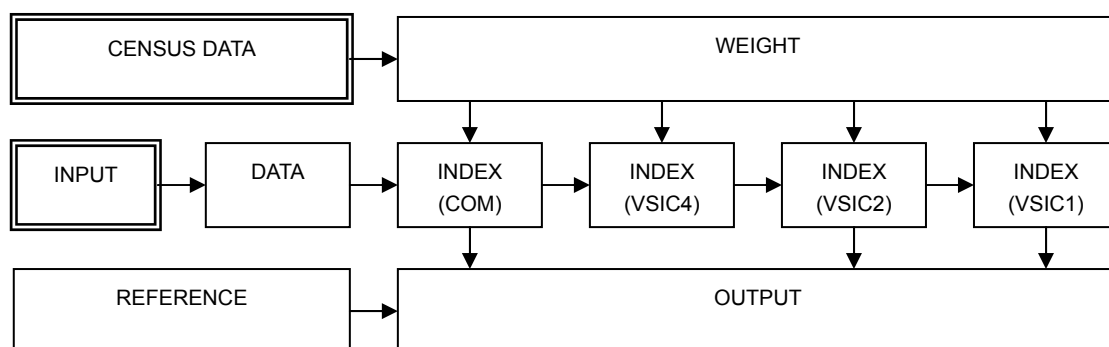 CENSUS DATA
WEIGHT
INPUT
DATA
INDEX
(COM)
INDEX
(VSIC4)
INDEX
(VSIC2)
INDEX
(VSIC1)
REFERENCE
OUTPUT